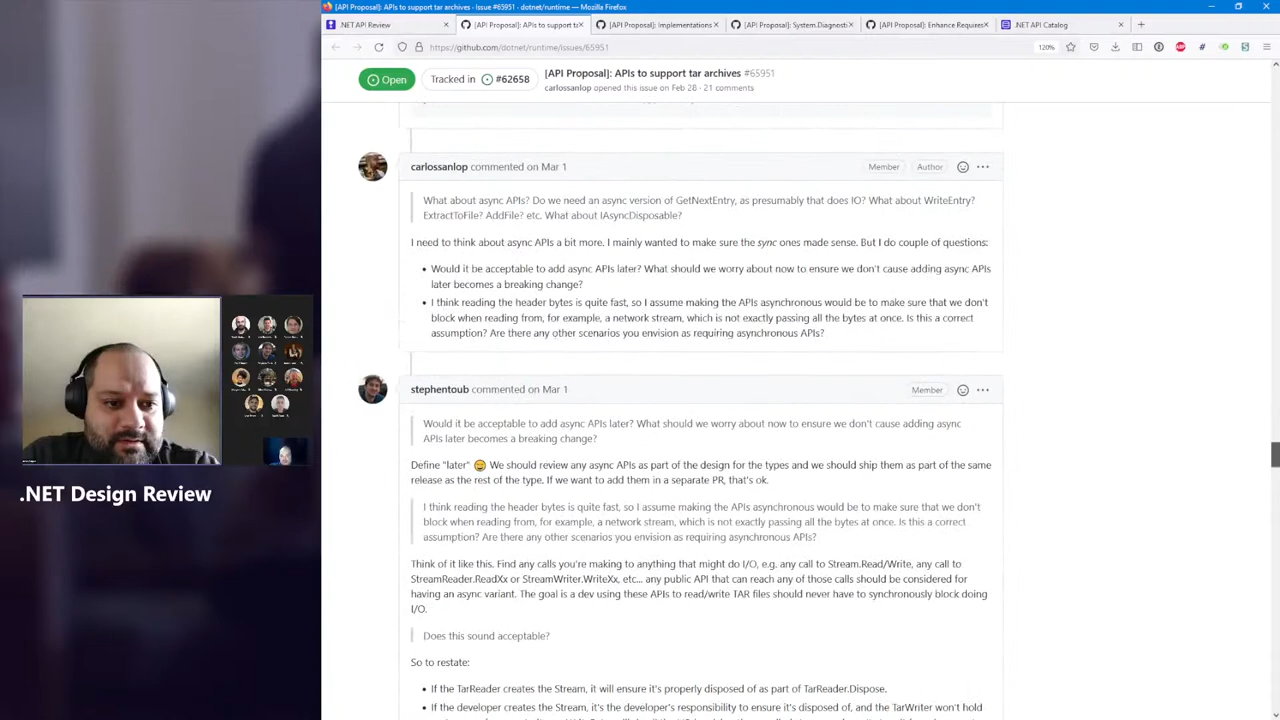 [API Proposal]: APIs to support tar archives · Issue #65951 · dotnet/runtime — Mozilla Firefox
.NET API Review
[API Proposal]: APIs to support ta
[API Proposal]: Implementations
[API Proposal]: System.Diagnosti
[API Proposal]: Enhance Requires
.NET API Catalog
https://github.com/dotnet/runtime/issues/65951
120%
Open
Tracked in #62658
[API Proposal]: APIs to support tar archives #65951
carlossanlop opened this issue on Feb 28 · 21 comments
carlossanlop commented on Mar 1
Member
Author
What about async APIs? Do we need an async version of GetNextEntry, as presumably that does IO? What about WriteEntry?
ExtractToFile? AddFile? etc. What about IAsyncDisposable?
I need to think about async APIs a bit more. I mainly wanted to make sure the sync ones made sense. But I do couple of questions:
• Would it be acceptable to add async APIs later? What should we worry about now to ensure we don't cause adding async APIs
later becomes a breaking change?
• I think reading the header bytes is quite fast, so I assume making the APIs asynchronous would be to make sure that we don't
block when reading from, for example, a network stream, which is not exactly passing all the bytes at once. Is this a correct
assumption? Are there any other scenarios you envision as requiring asynchronous APIs?
stephentoub commented on Mar 1
Member
Would it be acceptable to add async APIs later? What should we worry about now to ensure we don't cause adding async
APIs later becomes a breaking change?
Define "later" 😄 We should review any async APIs as part of the design for the types and we should ship them as part of the same
release as the rest of the type. If we want to add them in a separate PR, that's ok.
I think reading the header bytes is quite fast, so I assume making the APIs asynchronous would be to make sure that we don't
block when reading from, for example, a network stream, which is not exactly passing all the bytes at once. Is this a correct
assumption? Are there any other scenarios you envision as requiring asynchronous APIs?
Think of it like this. Find any calls you're making to anything that might do I/O, e.g. any call to Stream.Read/Write, any call to
StreamReader.ReadXx or StreamWriter.WriteXx, etc... any public API that can reach any of those calls should be considered for
having an async variant. The goal is a dev using these APIs to read/write TAR files should never have to synchronously block doing
I/O.
Does this sound acceptable?
So to restate:
• If the TarReader creates the Stream, it will ensure it's properly disposed of as part of TarReader.Dispose.
• If the developer creates the Stream, it's the developer's responsibility to ensure it's disposed of, and the TarWriter won't hold
.NET Design Review